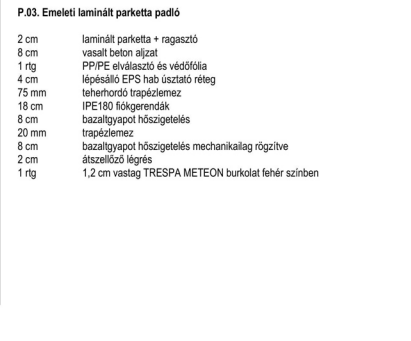 P.03. Emeleti laminált parketta padló
2 cm laminált parketta + ragasztó
8 cm vasalt beton aljzat
1 rtg PP/PE elválasztó és védőfólia
4 cm lépésálló EPS hab úsztató réteg
75 mm teherhordó trapézlemez
18 cm IPE180 fiókgerendák
8 cm bazaltgyapot hőszigetelés
20 mm trapézlemez
8 cm bazaltgyapot hőszigetelés mechanikailag rögzítve
2 cm átszellőző légrés
1 rtg 1,2 cm vastag TRESPA METEON burkolat fehér színben